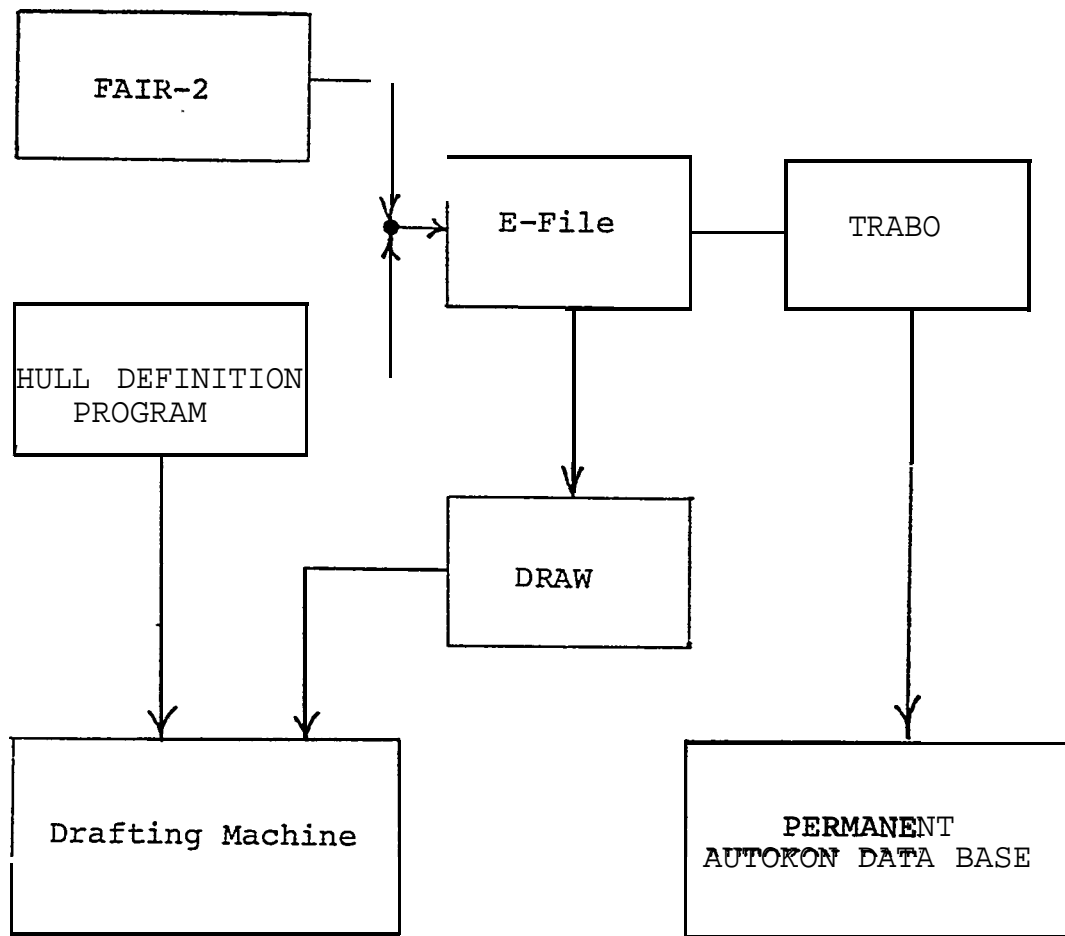 FAIR-2
E-File
TRABO
HULL DEFINITION
PROGRAM
DRAW
Drafting Machine
PERMANENT
AUTOKON DATA BASE